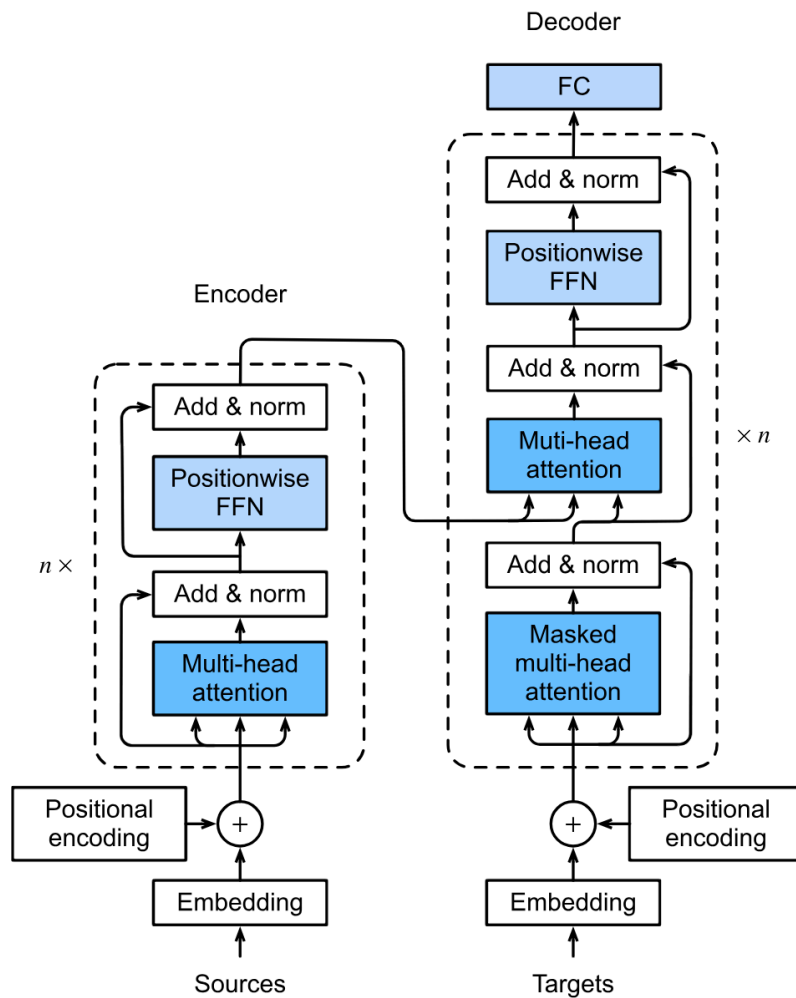 Decoder
FC
Add & norm
Positionwise
FFN
Add & norm
Muti-head
attention
× n
Add & norm
Masked
multi-head
attention
Positional
encoding
+
Embedding
Targets
Encoder
Add & norm
Positionwise
FFN
n ×
Add & norm
Multi-head
attention
Positional
encoding
+
Embedding
Sources